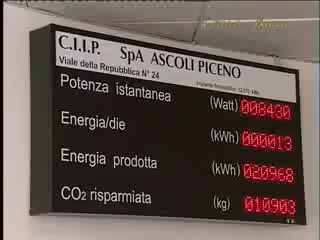 C.I.I.P. SpA ASCOLI PICENO
Viale della Repubblica N° 24
Potenza istantanea (Watt) 008430
Energia/die (kWh) 000013
Energia prodotta (kWh) 020968
CO2 risparmiata (kg) 010903